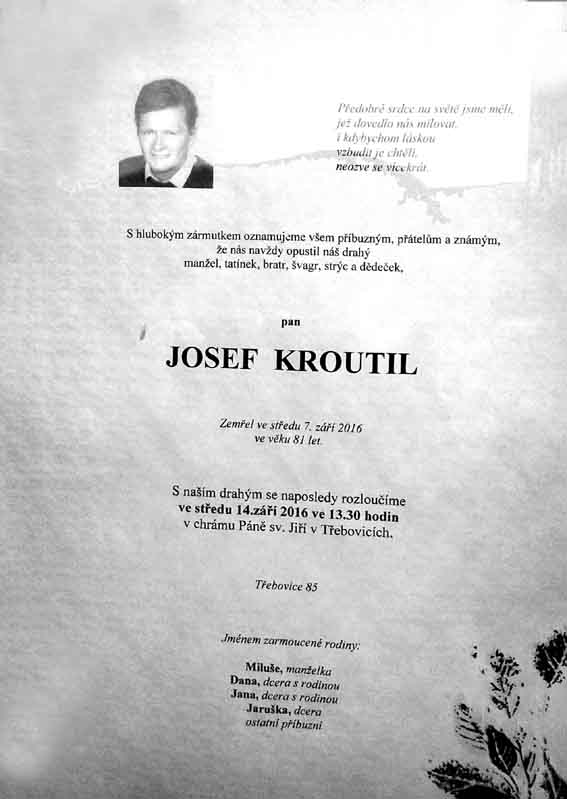 Předobré srdce na světě jsme měli,
jež dovedlo nás milovat.
i kdybychom láskou
vzbudit je chtěli,
neozve se vícekrát.
S hlubokým zármutkem oznamujeme všem příbuzným, přátelům a známým,
že nás navždy opustil náš drahý
manžel, tatínek, bratr, švagr, strýc a dědeček,
pan
JOSEF KROUTIL
Zemřel ve středu 7. září 2016
ve věku 81 let.
S naším drahým se naposledy rozloučíme
ve středu 14.září 2016 ve 13.30 hodin
v chrámu Páně sv. Jiří v Třebovicích.
Třebovice 85
Jménem zarmoucené rodiny:
Miluše, manželka
Dana, dcera s rodinou
Jana, dcera s rodinou
Jaruška, dcera
ostatní příbuzní